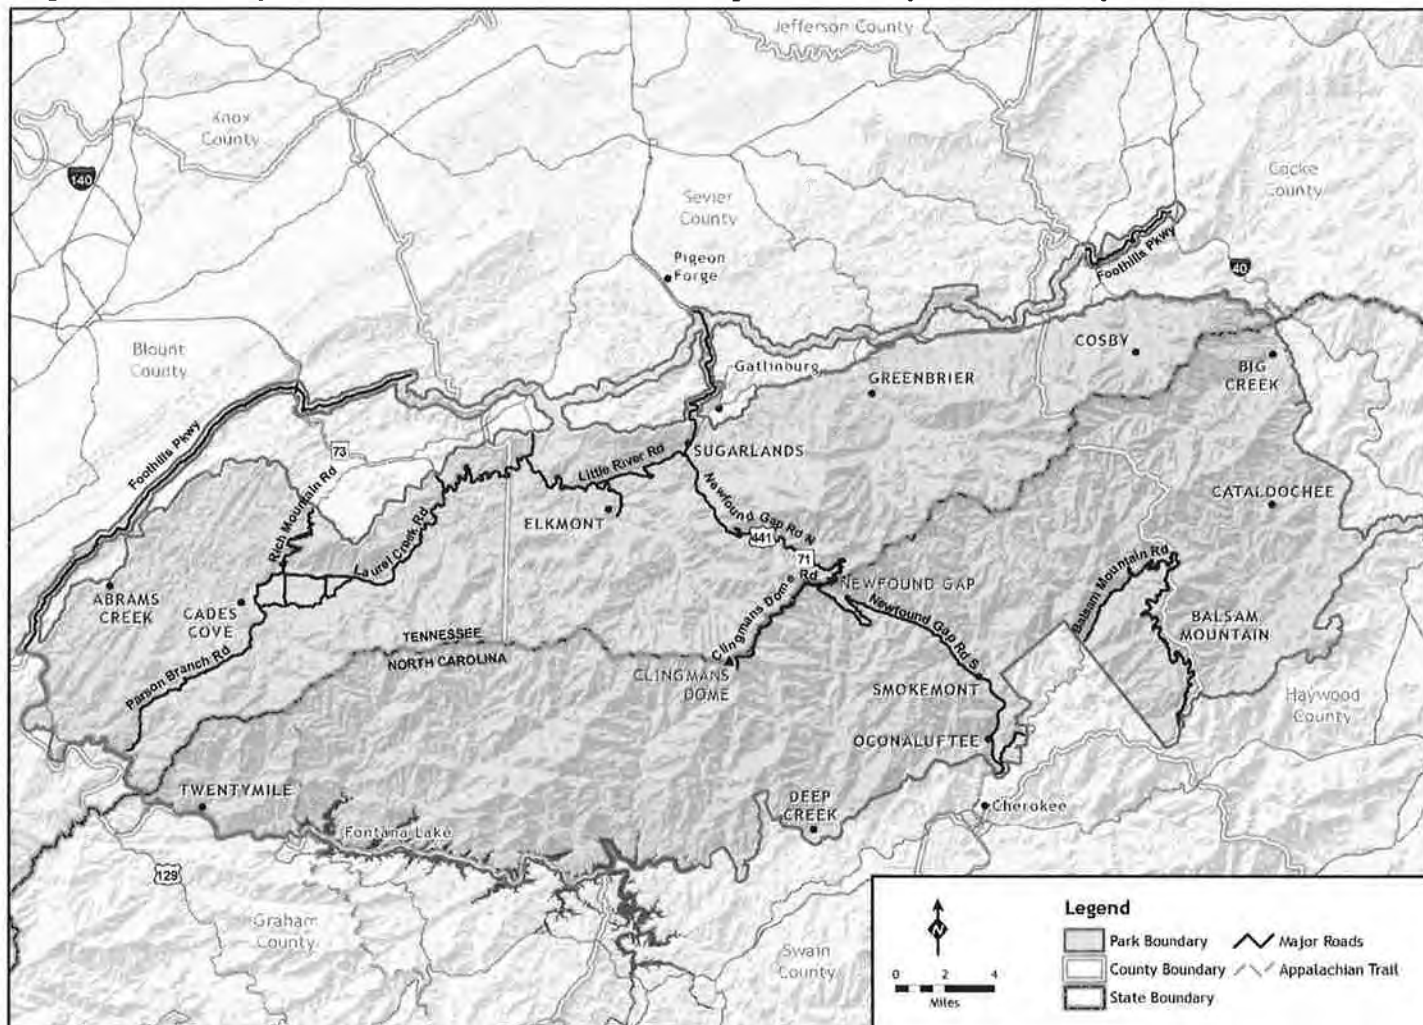 Jefferson County
Knox
County
140
Cocke
County
Sevier
County
Pigeon
Forge
Foothills Pkwy
40
Blount
County
COSBY
BIG
CREEK
Gatlinburg
GREENBRIER
73
Foothills Pkwy
Rich Mountain Rd
Little River Rd
SUGARLANDS
CATALOOCHEE
ELKMONT
Newfound Gap Rd N
441
71
Laurel Creek Rd
ABRAMS
CREEK
CADES
COVE
Clingmans Dome Rd
NEWFOUND GAP
Newfound Gap Rd S
Balsam Mountain Rd
BALSAM
MOUNTAIN
TENNESSEE
NORTH CAROLINA
Parson Branch Rd
CLINGMANS
DOME
SMOKEMONT
Haywood
County
OCONALUFTEE
TWENTYMILE
DEEP
CREEK
Cherokee
Fontana Lake
129
Graham
County
Swain
County
N
0 2 4
Miles
Legend
Park Boundary
Major Roads
County Boundary
Appalachian Trail
State Boundary